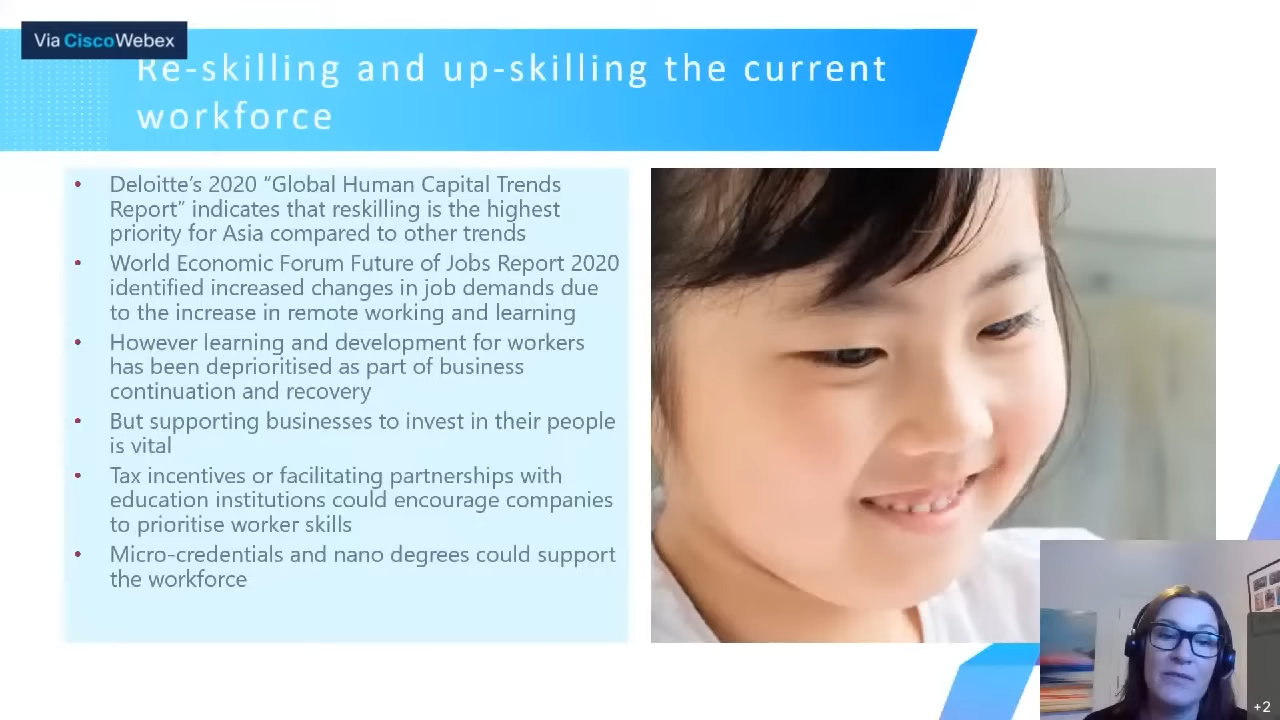 Via CiscoWebex
Re-skilling and up-skilling the current
workforce
• Deloitte's 2020 “Global Human Capital Trends
Report” indicates that reskilling is the highest
priority for Asia compared to other trends
• World Economic Forum Future of Jobs Report 2020
identified increased changes in job demands due
to the increase in remote working and learning
• However learning and development for workers
has been deprioritised as part of business
continuation and recovery
• But supporting businesses to invest in their people
is vital
• Tax incentives or facilitating partnerships with
education institutions could encourage companies
to prioritise worker skills
• Micro-credentials and nano degrees could support
the workforce
+2